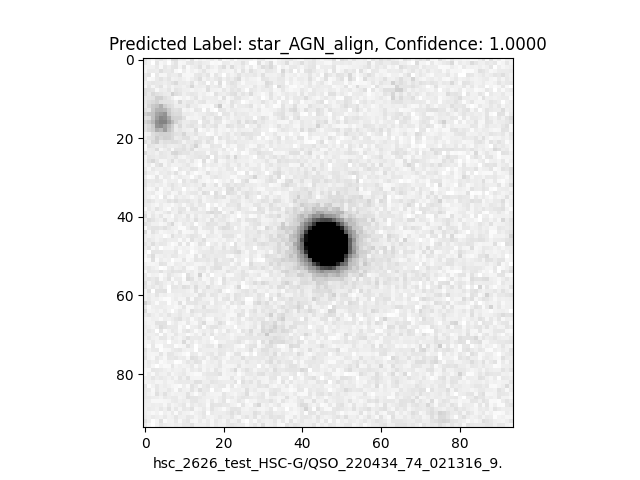 Predicted Label: star_AGN_align, Confidence: 1.0000
0
20
40
60
80
0 20 40 60 80
hsc_2626_test_HSC-G/QSO_220434_74_021316_9.